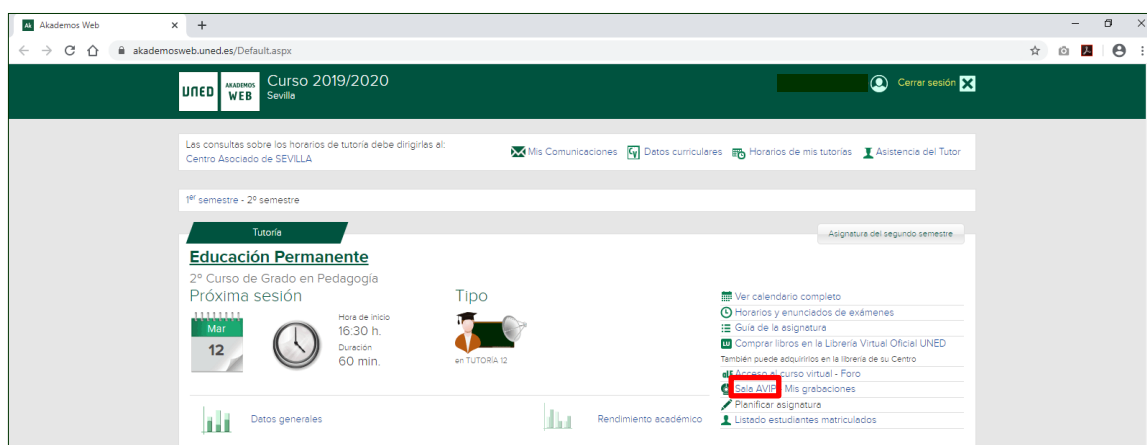 Akademos Web
akademosweb.uned.es/Default.aspx
UNED
AKADEMOS
WEB
Curso 2019/2020
Sevilla
Cerrar sesión
Las consultas sobre los horarios de tutoría debe dirigirlas al:
Centro Asociado de SEVILLA
Mis Comunicaciones Datos curriculares Horarios de mis tutorías Asistencia del Tutor
1er semestre - 2º semestre
Tutoría
Asignatura del segundo semestre
Educación Permanente
2º Curso de Grado en Pedagogía
Próxima sesión
Mar
12
Hora de inicio
16:30 h.
Duración
60 min.
Tipo
en TUTORÍA 12
Ver calendario completo
Horarios y enunciados de exámenes
Guía de la asignatura
Comprar libros en la Librería Virtual Oficial UNED
También puede adquirirlos en la librería de su Centro
Acceso al curso virtual - Foro
Sala AVIP Mis grabaciones
Planificar asignatura
Listado estudiantes matriculados
Datos generales
Rendimiento académico